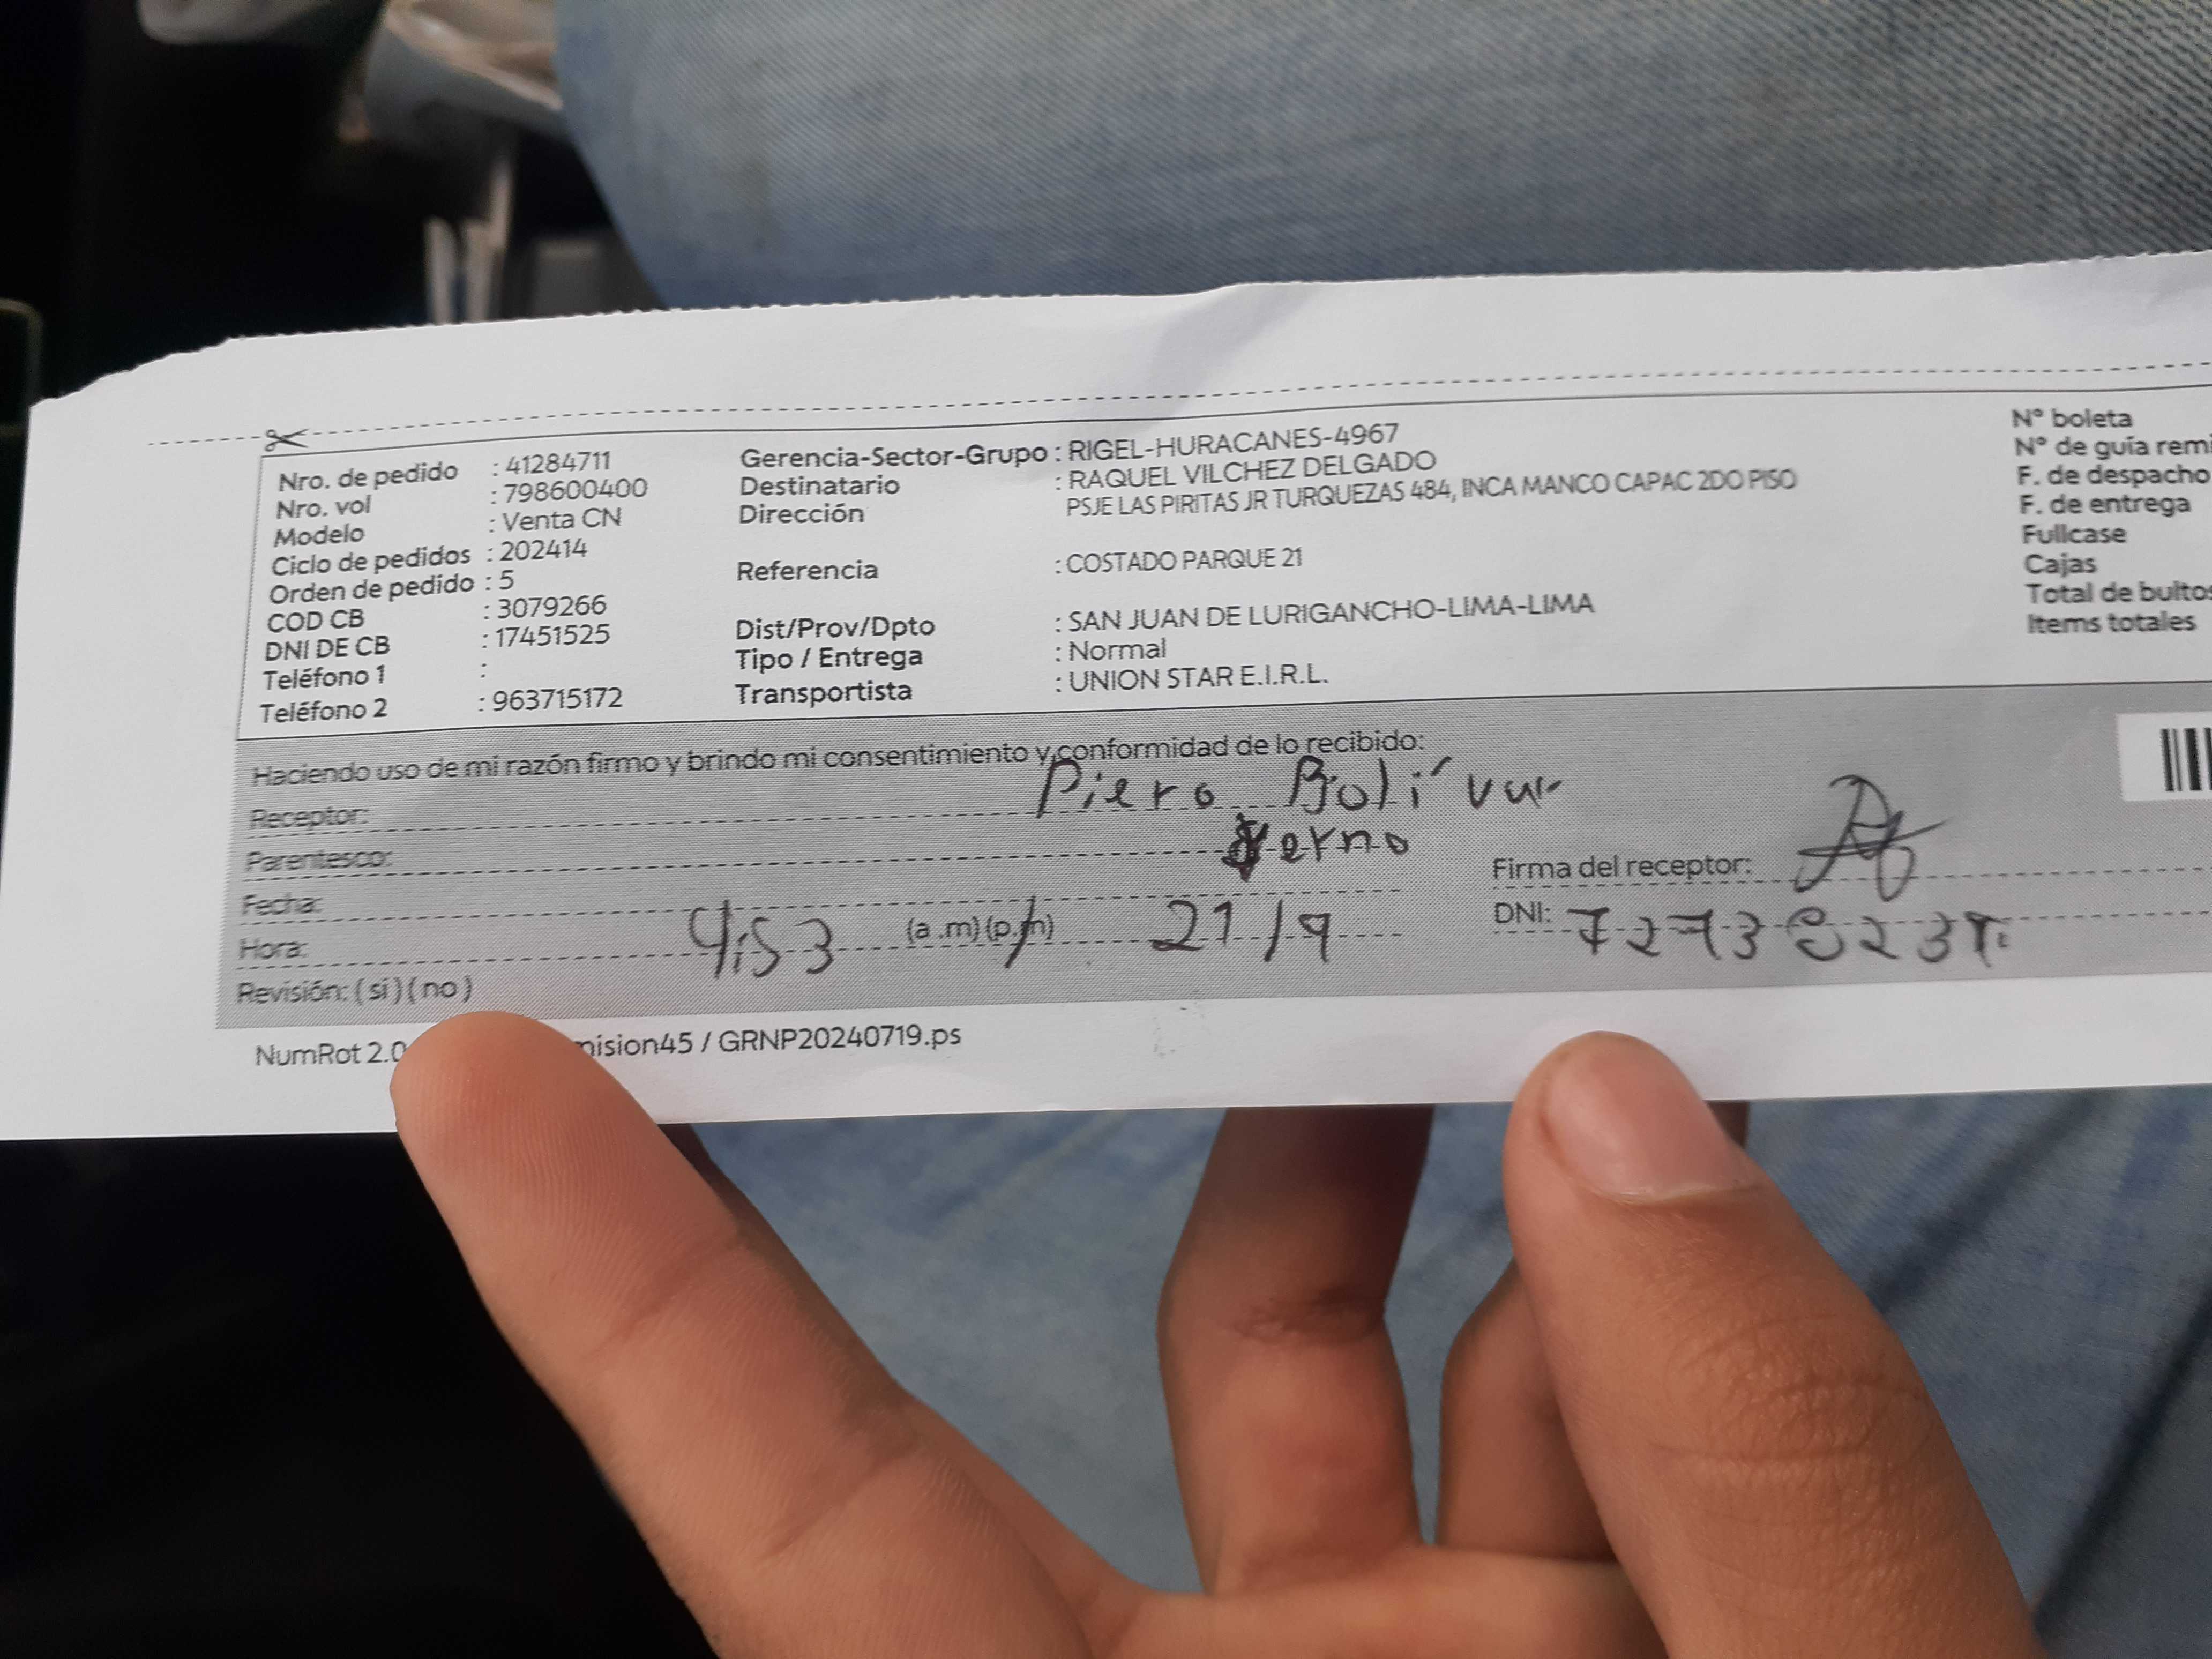 Nro. de pedido : 41284711
Nro. vol : 798600400
Modelo : Venta CN
Ciclo de pedidos : 202414
Orden de pedido : 5
COD CB : 3079266
DNI DE CB : 17451525
Teléfono 1 :
Teléfono 2 : 963715172
Gerencia-Sector-Grupo : RIGEL-HURACANES-4967
Destinatario : RAQUEL VILCHEZ DELGADO
Dirección PSJE LAS PIRITAS JR TURQUEZAS 484, INCA MANCO CAPAC 2DO PISO
Referencia : COSTADO PARQUE 21
Dist/Prov/Dpto : SAN JUAN DE LURIGANCHO-LIMA-LIMA
Tipo / Entrega : Normal
Transportista : UNION STAR E.I.R.L.
N° boleta
N° de guía remi
F. de despacho
F. de entrega
Fullcase
Cajas
Total de bultos
Items totales
Haciendo uso de mi razón firmo y brindo mi consentimiento y conformidad de lo recibido:
Receptor: Piero Bolívar
Parentesco: yerno
Fecha:
Hora: 4:53 (a .m) (p.m) 21/9
Revisión: ( si ) ( no )
Firma del receptor:
DNI:
NumRot 2.0 mision45 / GRNP20240719.ps